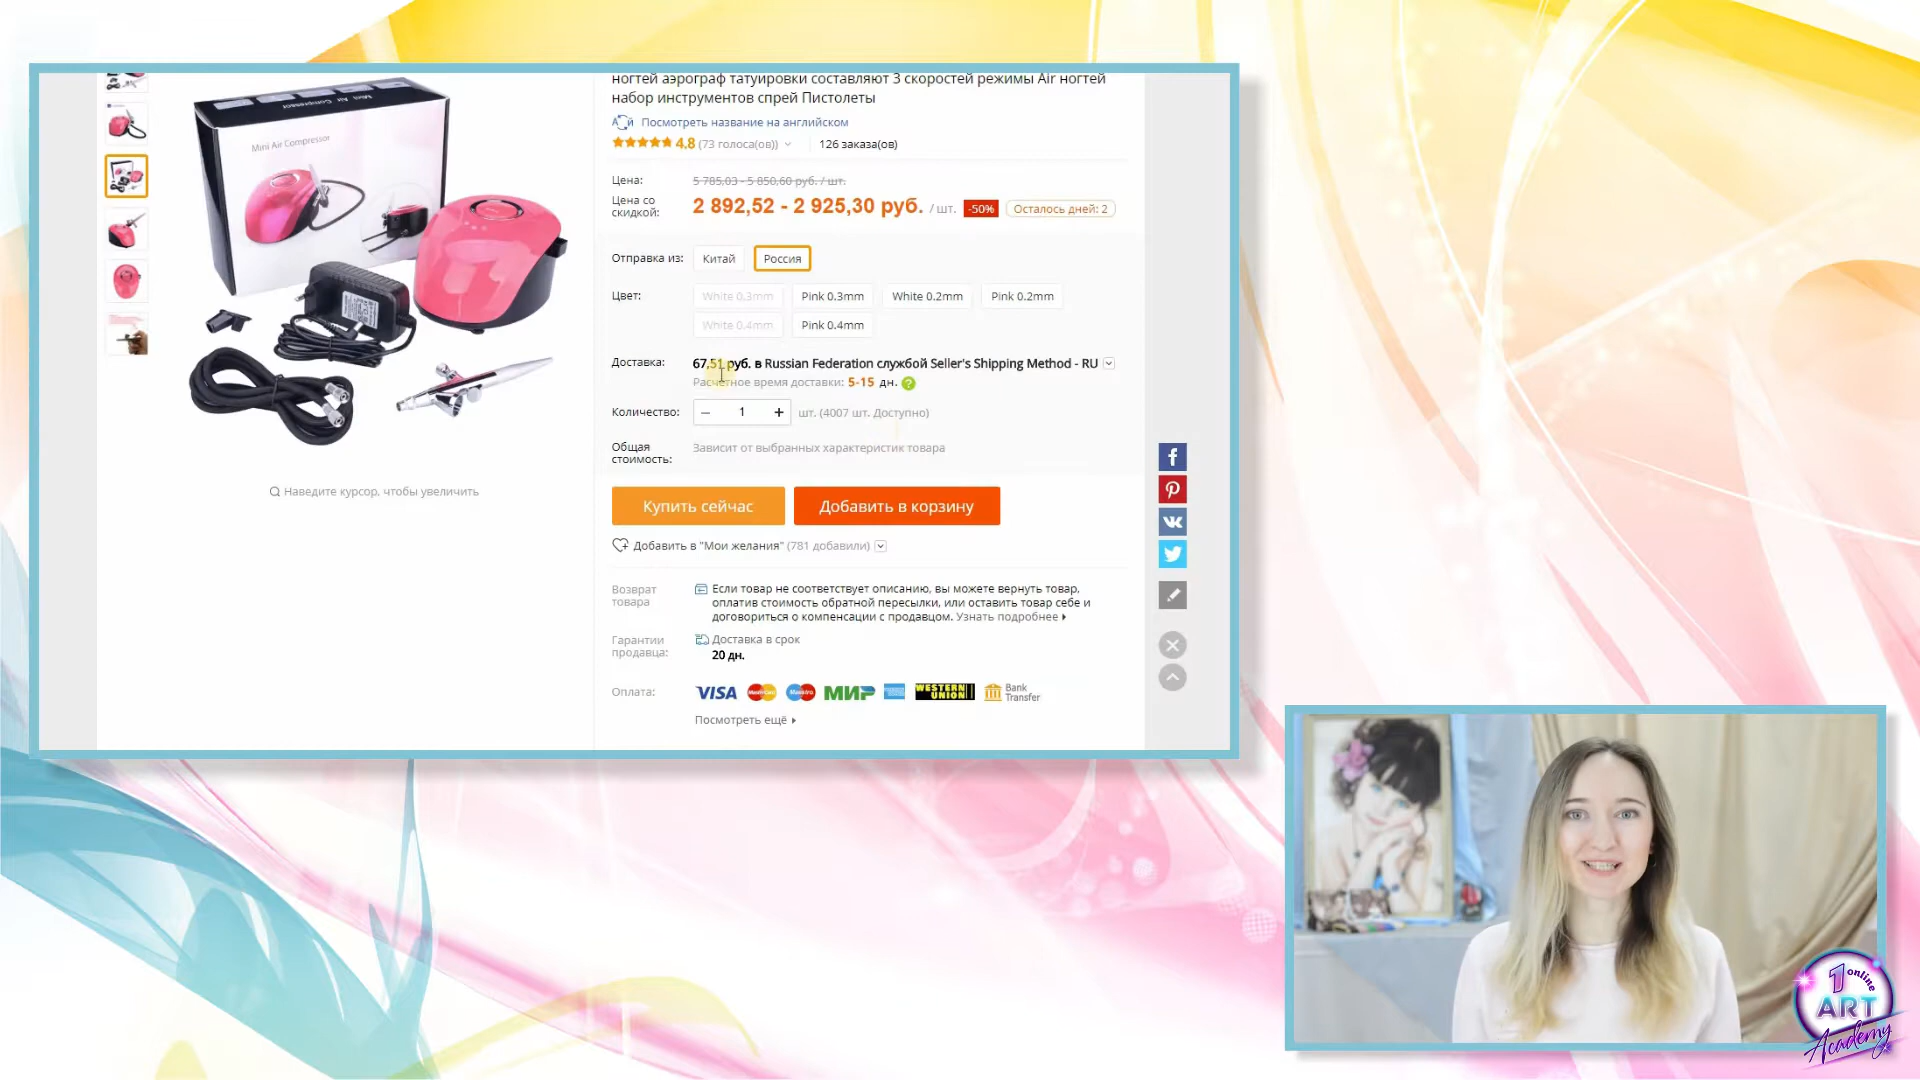 ногтей аэрограф татуировки составляют 3 скоростей режимы Air ногтей
набор инструментов спрей Пистолеты
Посмотреть название на английском
4.8 (73 голоса(ов)) 126 заказа(ов)
Цена: 5 785,03 - 5 850,60 руб. / шт.
Цена со скидкой: 2 892,52 - 2 925,30 руб. / шт. -50% Осталось дней: 2
Отправка из: Китай Россия
Цвет: White 0.3mm Pink 0.3mm White 0.2mm Pink 0.2mm
White 0.4mm Pink 0.4mm
Доставка: 67,51 руб. в Russian Federation службой Seller's Shipping Method - RU
Расчетное время доставки: 5-15 дн. ?
Количество: – 1 + шт. (4007 шт. Доступно)
Общая стоимость: Зависит от выбранных характеристик товара
Купить сейчас Добавить в корзину
Добавить в "Мои желания" (781 добавили)
Возврат товара
Если товар не соответствует описанию, вы можете вернуть товар,
оплатив стоимость обратной пересылки, или оставить товар себе и
договориться о компенсации с продавцом. Узнать подробнее
Гарантии продавца: Доставка в срок
20 дн.
Оплата: VISA MasterCard Maestro МИР WESTERN UNION Bank Transfer
Посмотреть ещё
Mini Air Compressor
Mini Air Compressor
Наведите курсор, чтобы увеличить
1 online
ART
Academy